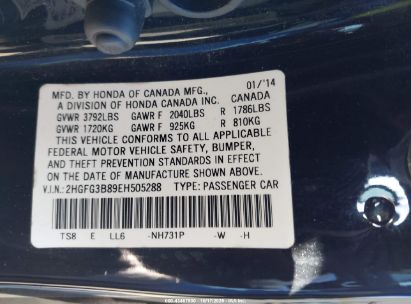 MFD. BY HONDA OF CANADA MFG., 01/'14
A DIVISION OF HONDA CANADA INC. CANADA
GVWR 3792LBS GAWR F 2040LBS R 1786LBS
GVWR 1720KG GAWR F 925KG R 810KG
THIS VEHICLE CONFORMS TO ALL APPLICABLE
FEDERAL MOTOR VEHICLE SAFETY, BUMPER,
AND THEFT PREVENTION STANDARDS IN EFFECT
ON THE DATE OF MANUFACTURE SHOWN ABOVE.
V.I.N.: 2HGFG3B89EH505288 TYPE: PASSENGER CAR
TS8 E LL6 -NH731P -W -H